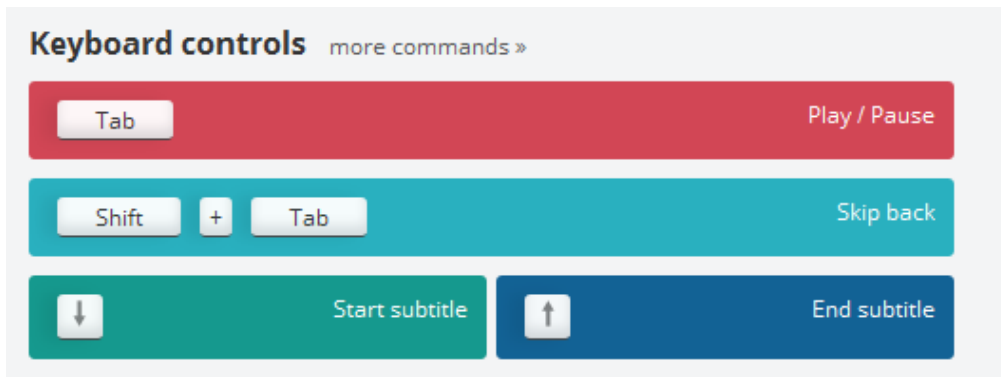 Keyboard controls more commands »
Tab Play / Pause
Shift + Tab Skip back
↓ Start subtitle ↑ End subtitle